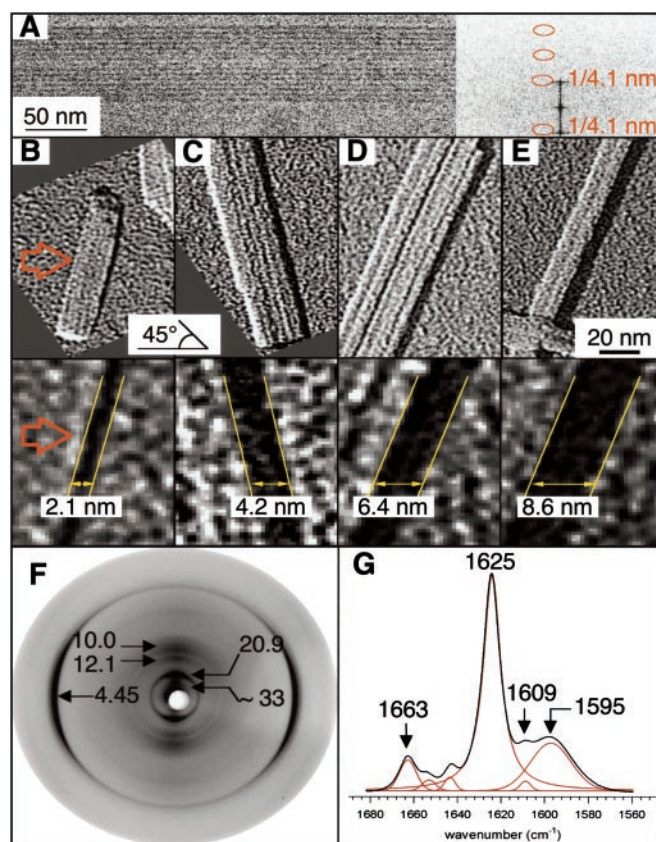 A
1/4.1 nm
50 nm
1/4.1 nm
B
C
D
E
45°
20 nm
2.1 nm
4.2 nm
6.4 nm
8.6 nm
F
10.0
12.1
20.9
4.45
~ 33
G
1625
1663
1609
1595
1680
1660
1640
1620
1600
1580
1560
wavenumber (cm⁻¹)